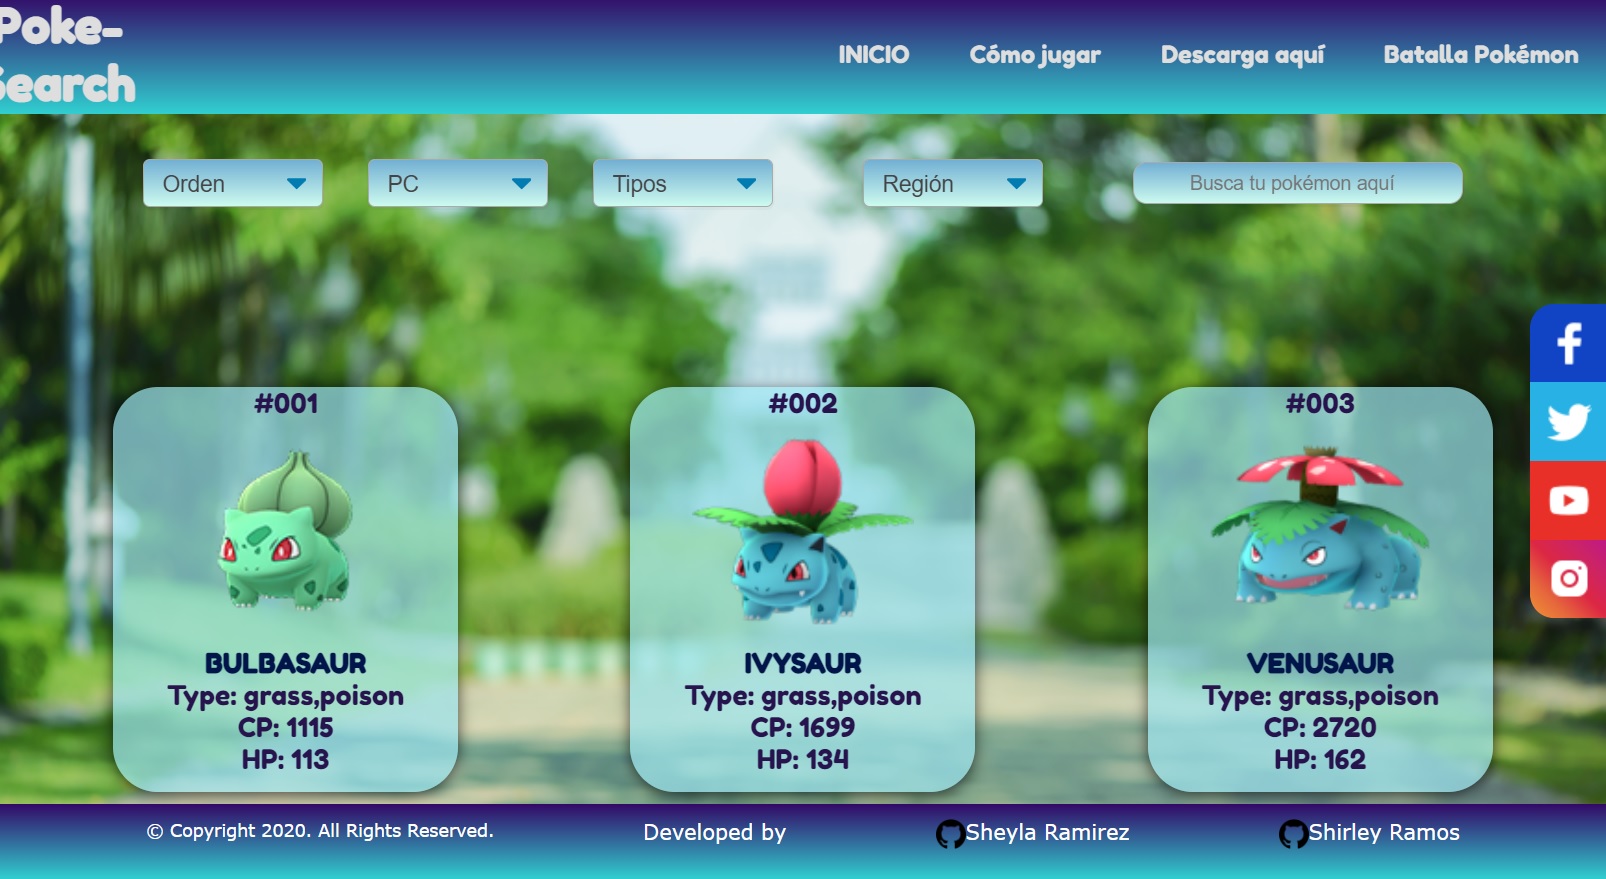 Poke-
Search
INICIO Cómo jugar Descarga aquí Batalla Pokémon
Orden PC Tipos Región Busca tu pokémon aquí
#001 #002 #003
BULBASAUR IVYSAUR VENUSAUR
Type: grass,poison Type: grass,poison Type: grass,poison
CP: 1115 CP: 1699 CP: 2720
HP: 113 HP: 134 HP: 162
© Copyright 2020. All Rights Reserved. Developed by Sheyla Ramirez Shirley Ramos